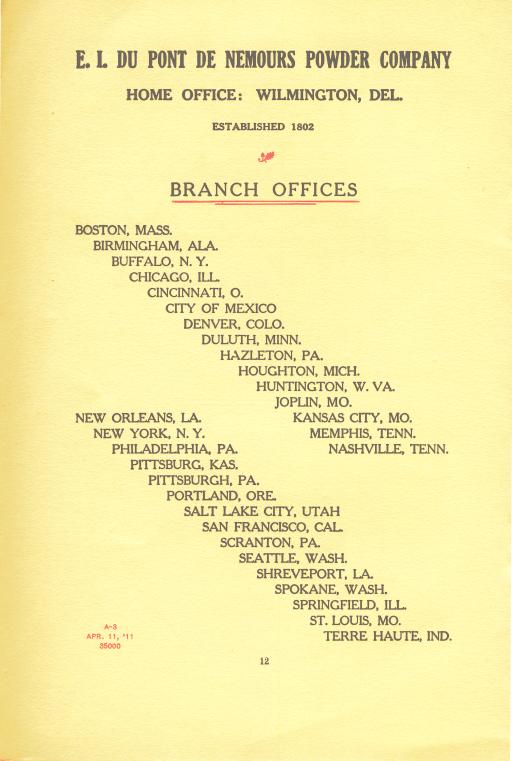 E. I. DU PONT DE NEMOURS POWDER COMPANY
HOME OFFICE: WILMINGTON, DEL.
ESTABLISHED 1802
BRANCH OFFICES
BOSTON, MASS.
BIRMINGHAM, ALA.
BUFFALO, N. Y.
CHICAGO, ILL.
CINCINNATI, O.
CITY OF MEXICO
DENVER, COLO.
DULUTH, MINN.
HAZLETON, PA.
HOUGHTON, MICH.
HUNTINGTON, W. VA.
JOPLIN, MO.
KANSAS CITY, MO.
MEMPHIS, TENN.
NASHVILLE, TENN.
NEW ORLEANS, LA.
NEW YORK, N. Y.
PHILADELPHIA, PA.
PITTSBURG, KAS.
PITTSBURGH, PA.
PORTLAND, ORE.
SALT LAKE CITY, UTAH
SAN FRANCISCO, CAL.
SCRANTON, PA.
SEATTLE, WASH.
SHREVEPORT, LA.
SPOKANE, WASH.
SPRINGFIELD, ILL.
ST. LOUIS, MO.
TERRE HAUTE, IND.
A-3
APR. 11, '11
35000
12